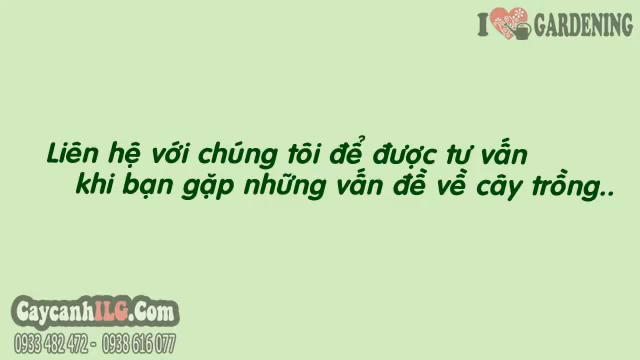 I GARDENING
Liên hệ với chúng tôi để được tư vấn
khi bạn gặp những vấn đề về cây trồng..
CaycanhILG.Com
0933 482 472 - 0938 616 077